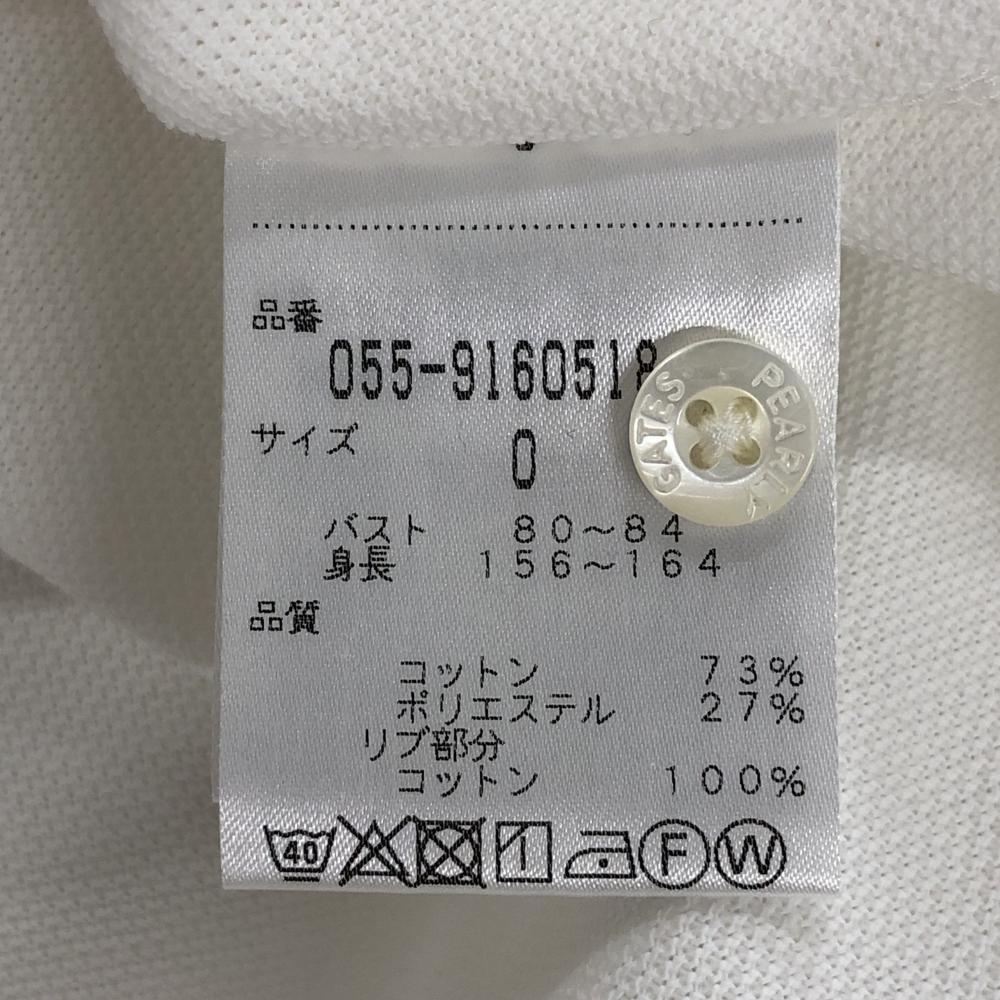 品番
055-9160518
サイズ
0
PEARLY GATES
バスト 80～84
身長 156～164
品質
コットン 73%
ポリエステル 27%
リブ部分
コットン 100%
40 F W